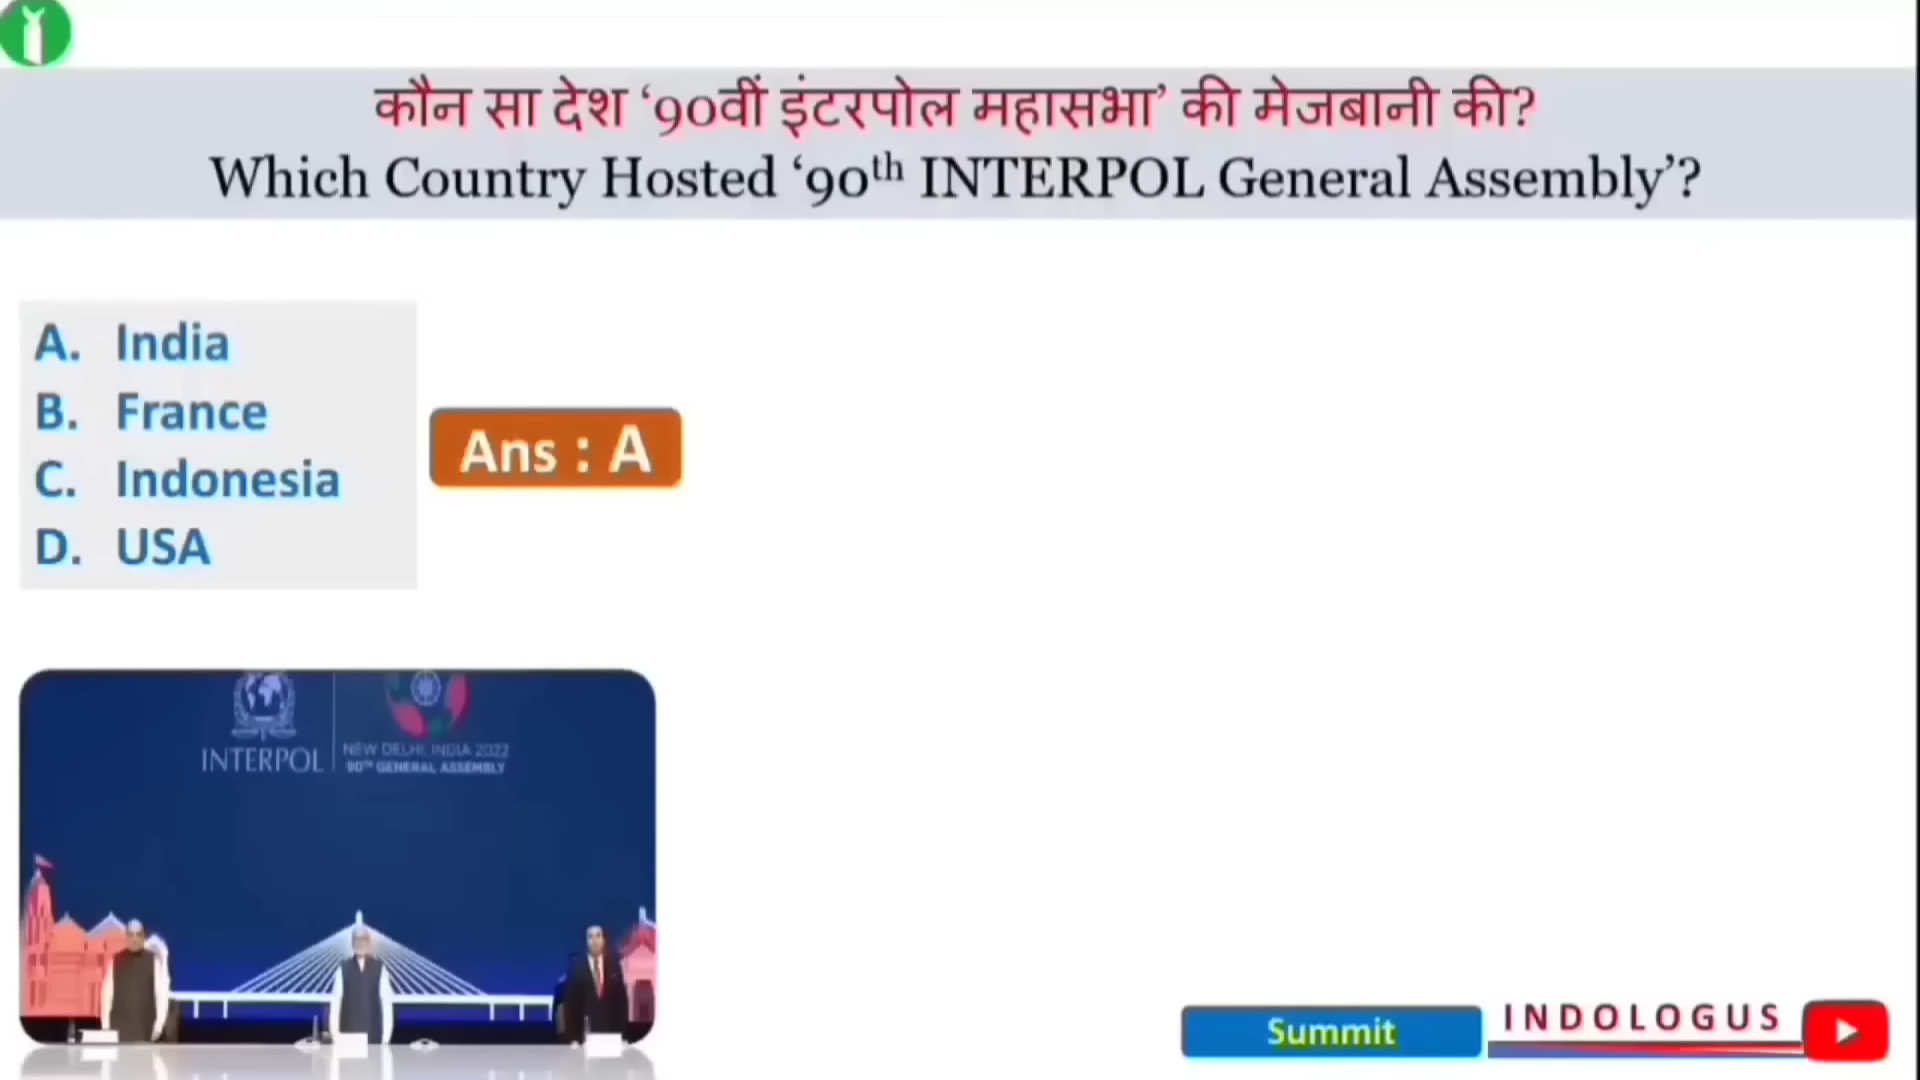 कौन सा देश ‘90वीं इंटरपोल महासभा’ की मेजबानी की?
Which Country Hosted ‘90th INTERPOL General Assembly’?
A. India
B. France
C. Indonesia
D. USA
Ans : A
INTERPOL
NEW DELHI, INDIA 2022
90TH GENERAL ASSEMBLY
Summit
INDOLOGUS